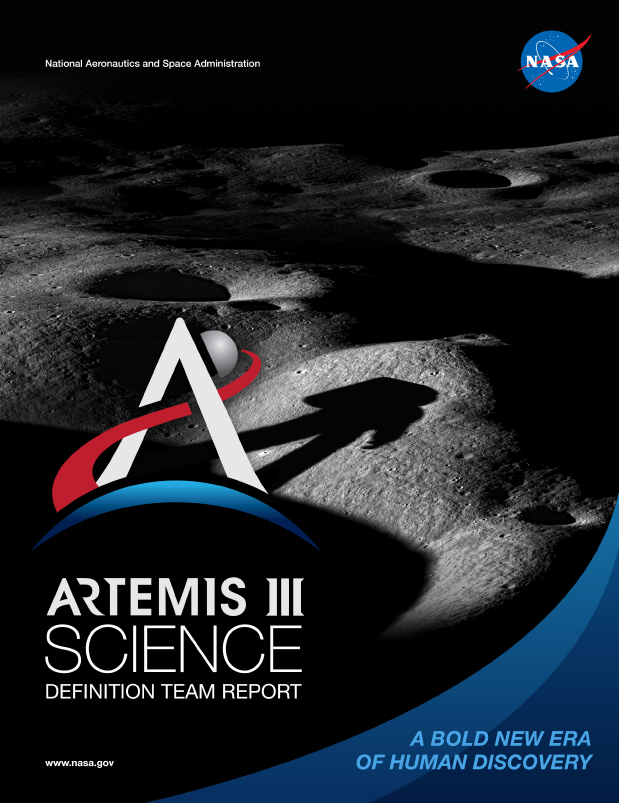 National Aeronautics and Space Administration
NASA
ARTEMIS III
SCIENCE
DEFINITION TEAM REPORT
A BOLD NEW ERA
OF HUMAN DISCOVERY
www.nasa.gov